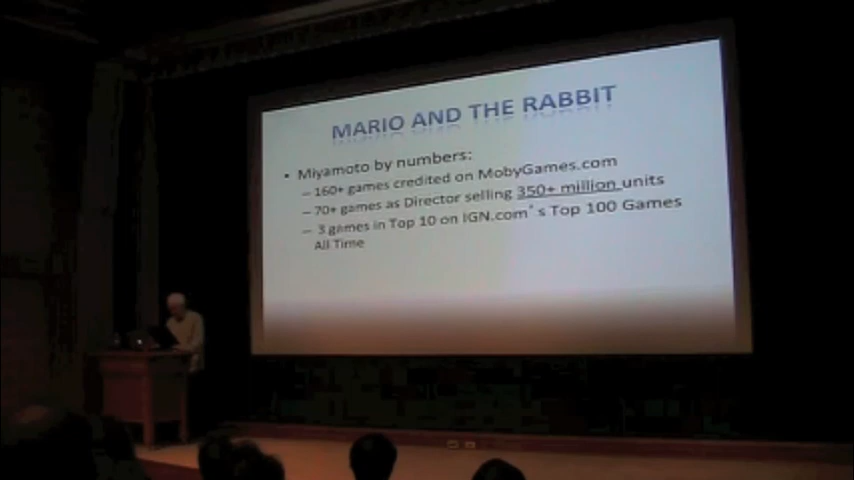 MARIO AND THE RABBIT
• Miyamoto by numbers:
– 160+ games credited on MobyGames.com
– 70+ games as Director selling 350+ million units
– 3 games in Top 10 on IGN.com's Top 100 Games
All Time